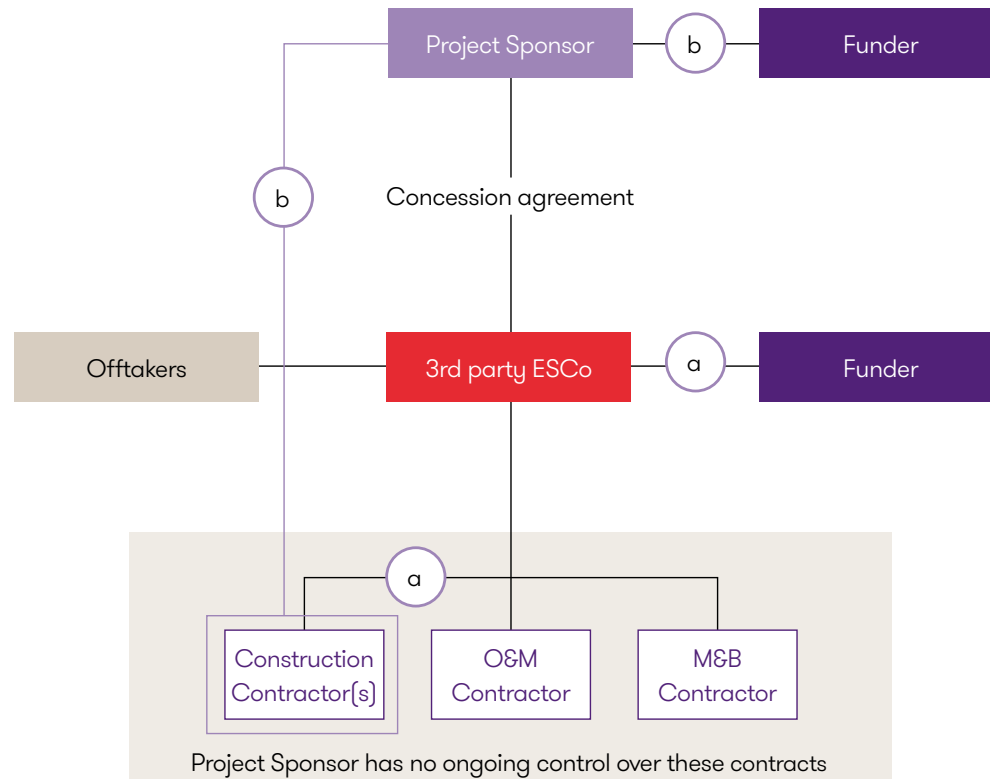 Project Sponsor
b
Funder
b
Concession agreement
Offtakers
3rd party ESCo
a
Funder
a
Construction
Contractor(s)
O&M
Contractor
M&B
Contractor
Project Sponsor has no ongoing control over these contracts